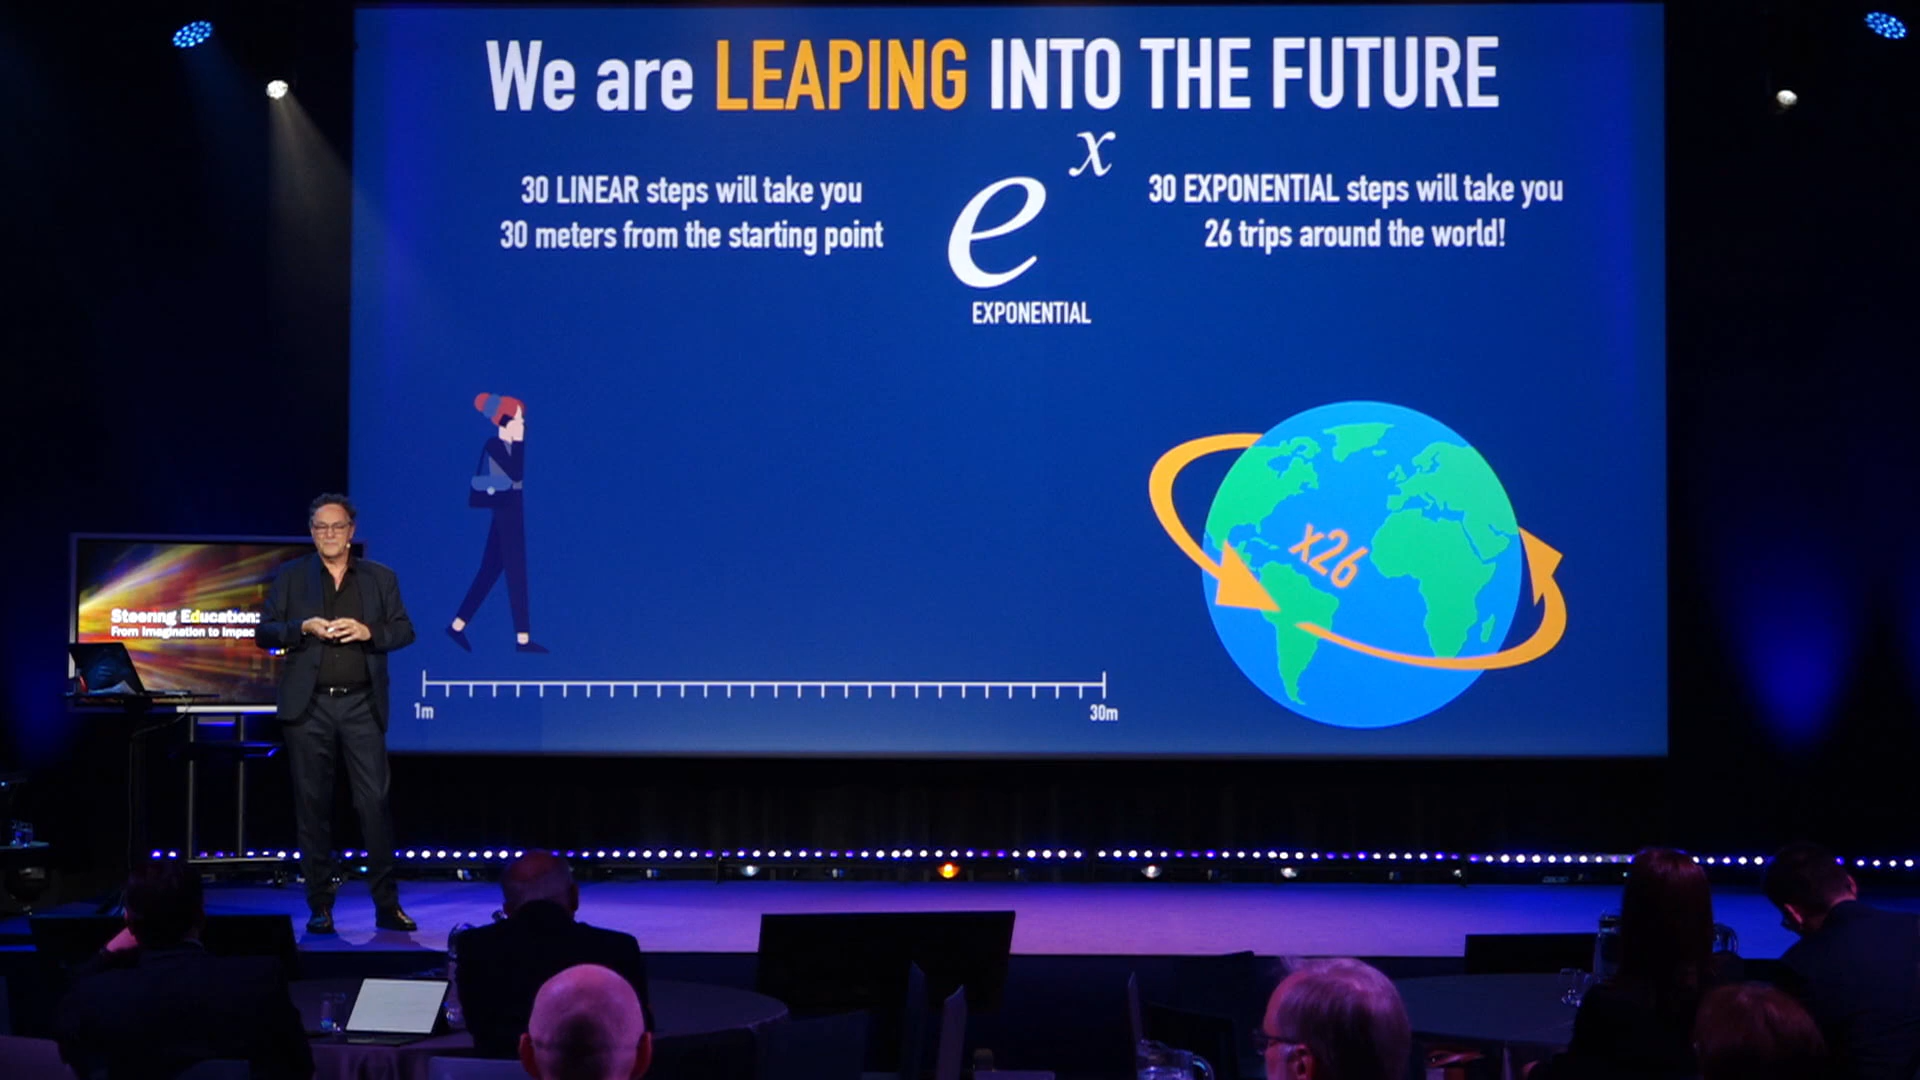 We are LEAPING INTO THE FUTURE
30 LINEAR steps will take you
30 meters from the starting point
e^x
EXPONENTIAL
30 EXPONENTIAL steps will take you
26 trips around the world!
x26
1m
30m
Steering Education:
From Imagination to Impac